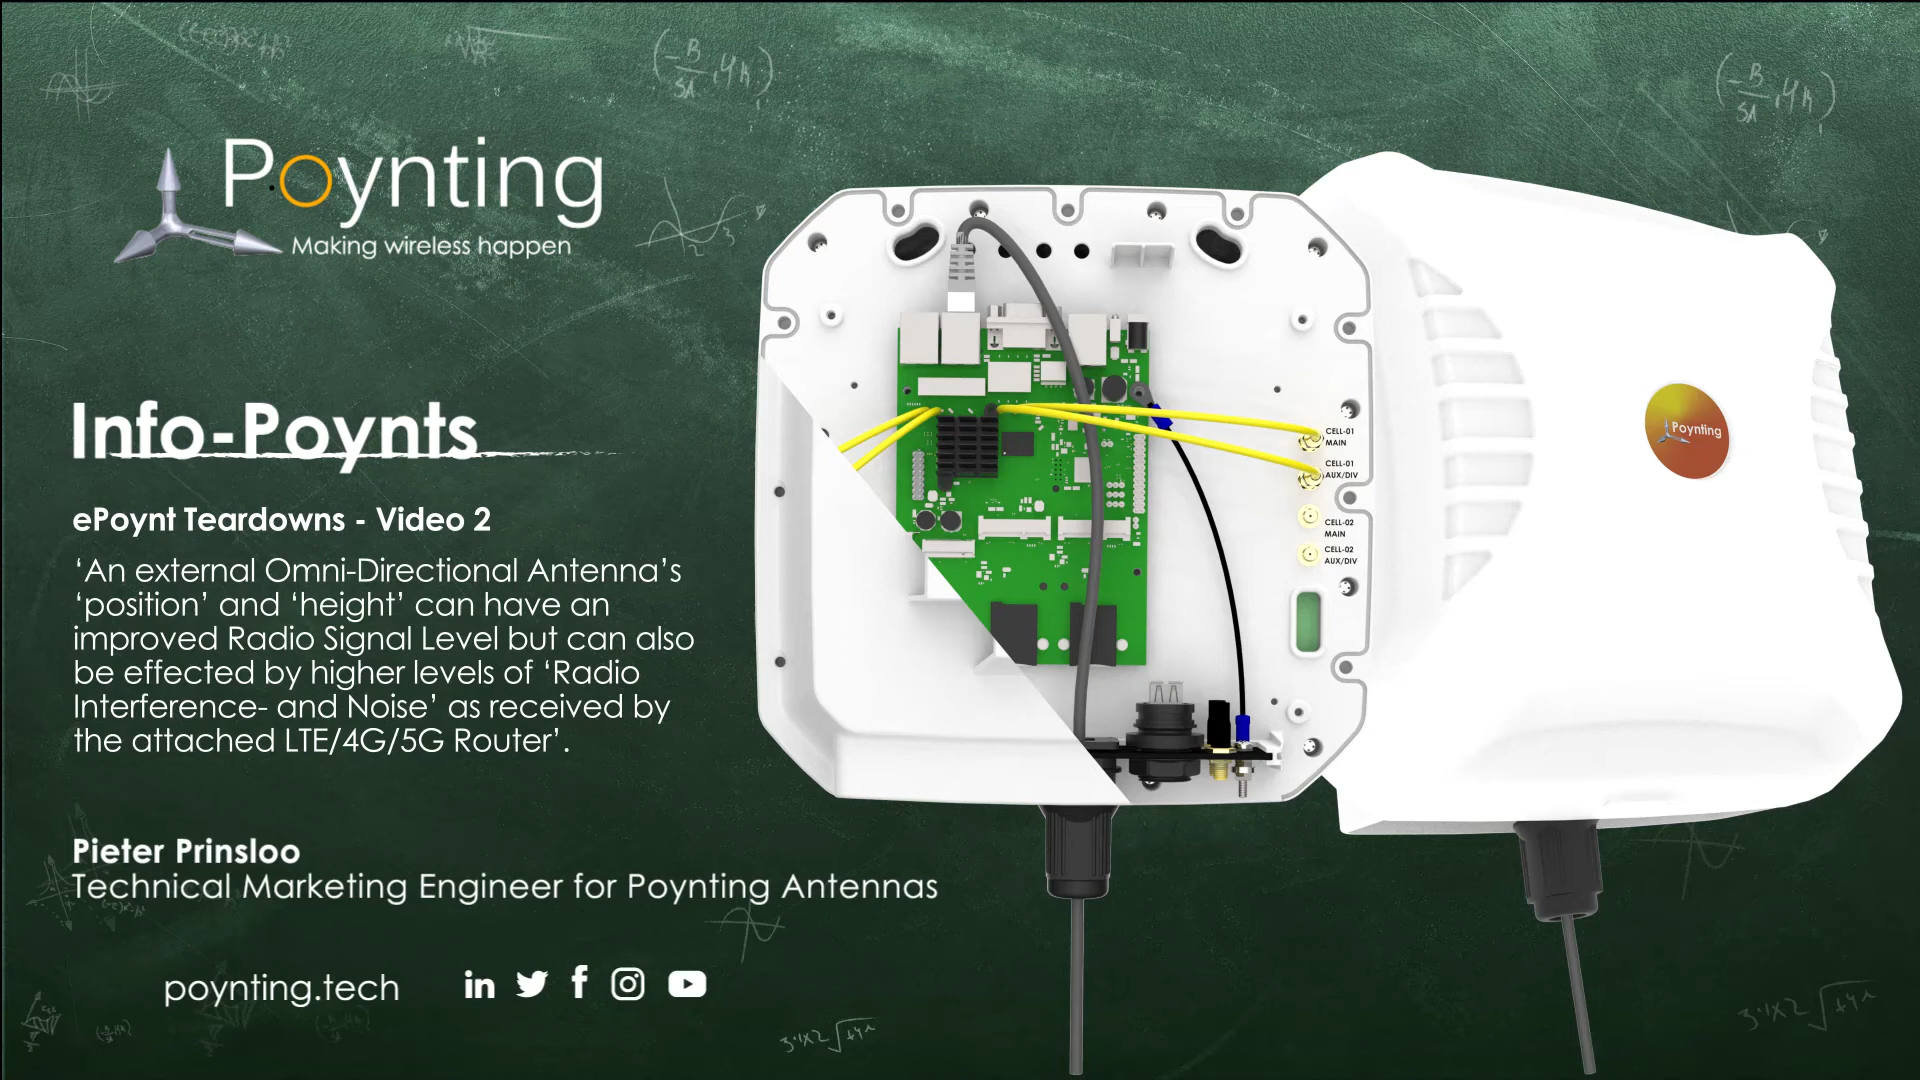 Poynting
Making wireless happen
Info-Poynts
ePoynt Teardowns - Video 2
‘An external Omni-Directional Antenna’s
‘position’ and ‘height’ can have an
improved Radio Signal Level but can also
be effected by higher levels of ‘Radio
Interference- and Noise’ as received by
the attached LTE/4G/5G Router’.
Pieter Prinsloo
Technical Marketing Engineer for Poynting Antennas
poynting.tech
CELL-01
MAIN
CELL-01
AUX/DIV
CELL-02
MAIN
CELL-02
AUX/DIV
Poynting